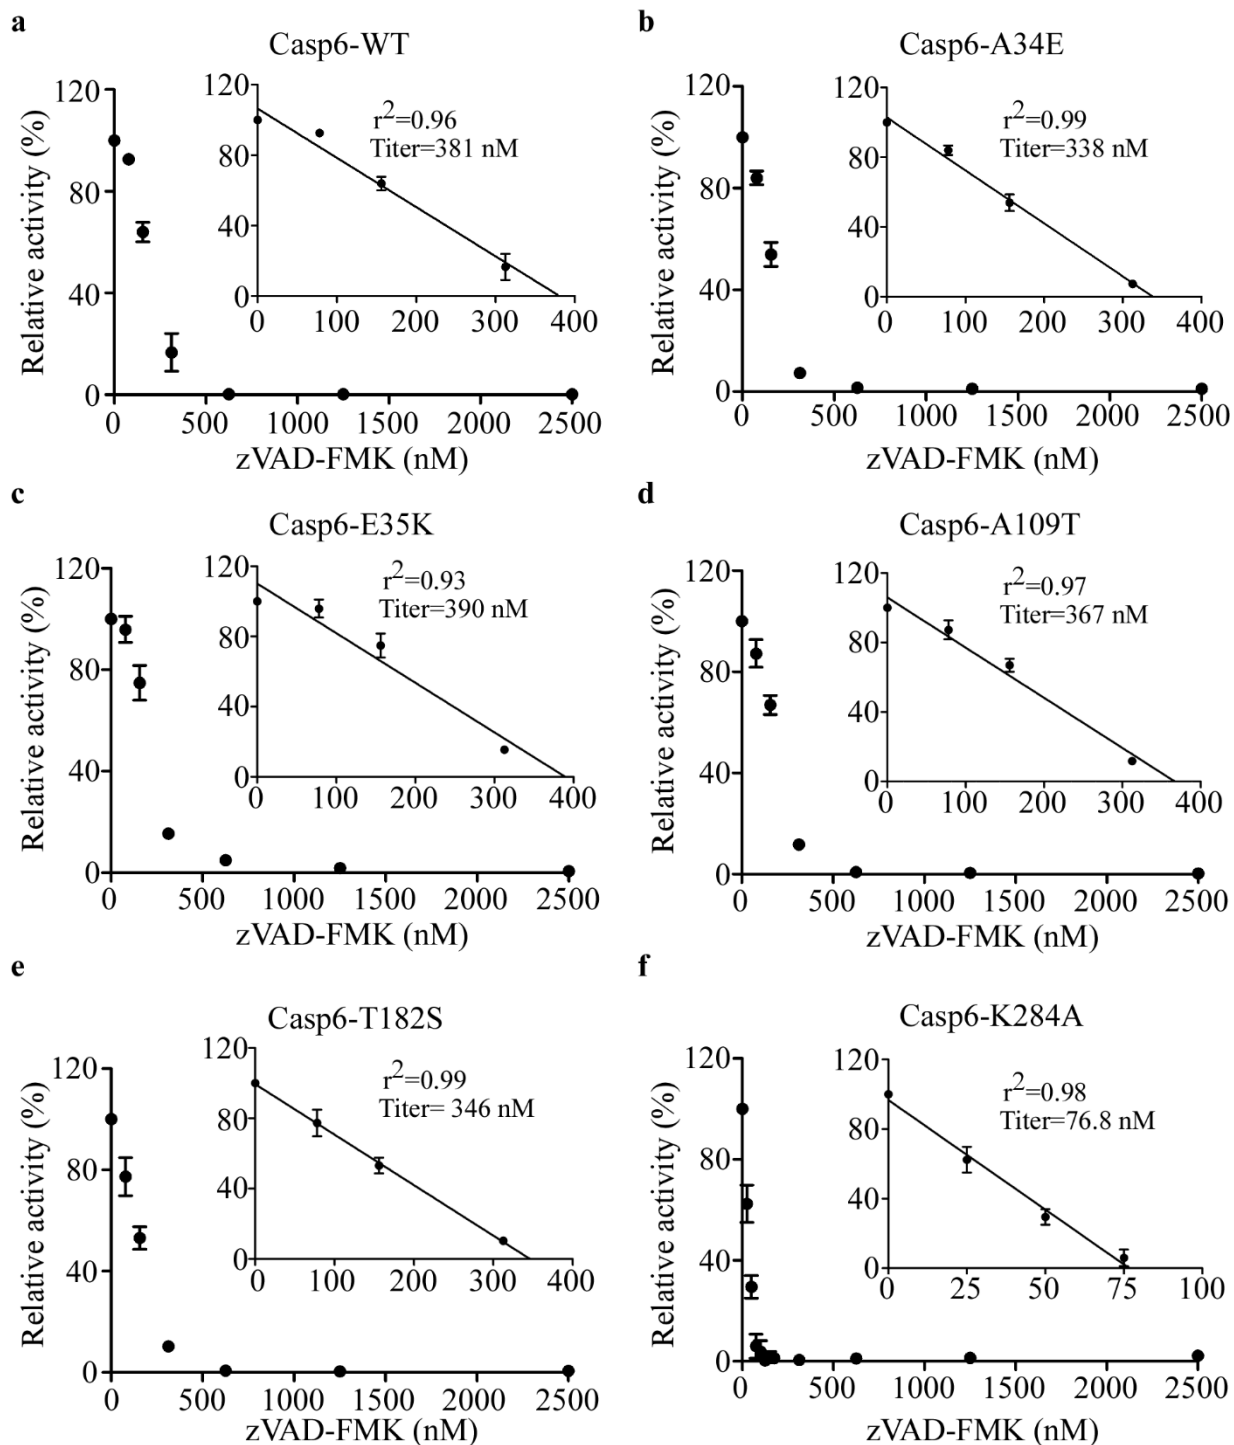 a
Casp6-WT
Relative activity (%)
120
80
40
0
0 500 1000 1500 2000 2500
zVAD-FMK (nM)
120
80
40
0
0 100 200 300 400
r²=0.96
Titer=381 nM
b
Casp6-A34E
Relative activity (%)
120
80
40
0
0 500 1000 1500 2000 2500
zVAD-FMK (nM)
120
80
40
0
0 100 200 300 400
r²=0.99
Titer=338 nM
c
Casp6-E35K
Relative activity (%)
120
80
40
0
0 500 1000 1500 2000 2500
zVAD-FMK (nM)
120
80
40
0
0 100 200 300 400
r²=0.93
Titer=390 nM
d
Casp6-A109T
Relative activity (%)
120
80
40
0
0 500 1000 1500 2000 2500
zVAD-FMK (nM)
120
80
40
0
0 100 200 300 400
r²=0.97
Titer=367 nM
e
Casp6-T182S
Relative activity (%)
120
80
40
0
0 500 1000 1500 2000 2500
zVAD-FMK (nM)
120
80
40
0
0 100 200 300 400
r²=0.99
Titer= 346 nM
f
Casp6-K284A
Relative activity (%)
120
80
40
0
0 500 1000 1500 2000 2500
zVAD-FMK (nM)
120
80
40
0
0 25 50 75 100
r²=0.98
Titer=76.8 nM